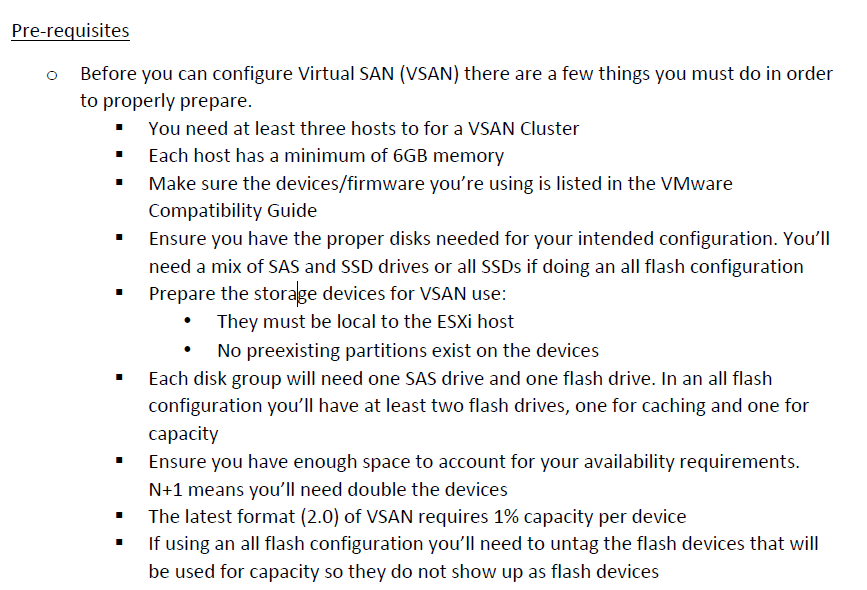 Pre-requisites
o Before you can configure Virtual SAN (VSAN) there are a few things you must do in order
to properly prepare.
▪ You need at least three hosts to for a VSAN Cluster
▪ Each host has a minimum of 6GB memory
▪ Make sure the devices/firmware you're using is listed in the VMware
Compatibility Guide
▪ Ensure you have the proper disks needed for your intended configuration. You'll
need a mix of SAS and SSD drives or all SSDs if doing an all flash configuration
▪ Prepare the storage devices for VSAN use:
• They must be local to the ESXi host
• No preexisting partitions exist on the devices
▪ Each disk group will need one SAS drive and one flash drive. In an all flash
configuration you'll have at least two flash drives, one for caching and one for
capacity
▪ Ensure you have enough space to account for your availability requirements.
N+1 means you'll need double the devices
▪ The latest format (2.0) of VSAN requires 1% capacity per device
▪ If using an all flash configuration you'll need to untag the flash devices that will
be used for capacity so they do not show up as flash devices